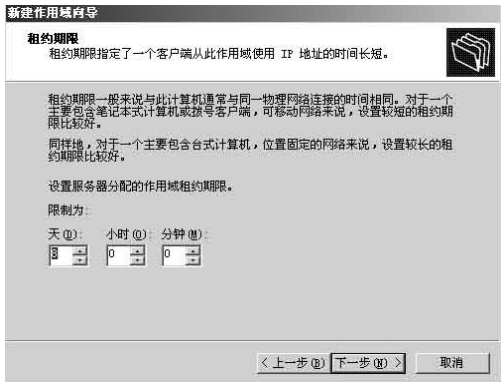 新建作用域向导
租约期限
租约期限指定了一个客户端从此作用域使用 IP 地址的时间长短。
租约期限一般来说与此计算机通常与同一物理网络连接的时间相同。对于一个
主要包含笔记本式计算机或拨号客户端，可移动网络来说，设置较短的租约期
限比较好。
同样地，对于一个主要包含台式计算机，位置固定的网络来说，设置较长的租
约期限比较好。
设置服务器分配的作用域租约期限。
限制为:
天(D): 小时(O): 分钟(M):
8 0 0
< 上一步(B) 下一步(N) > 取消